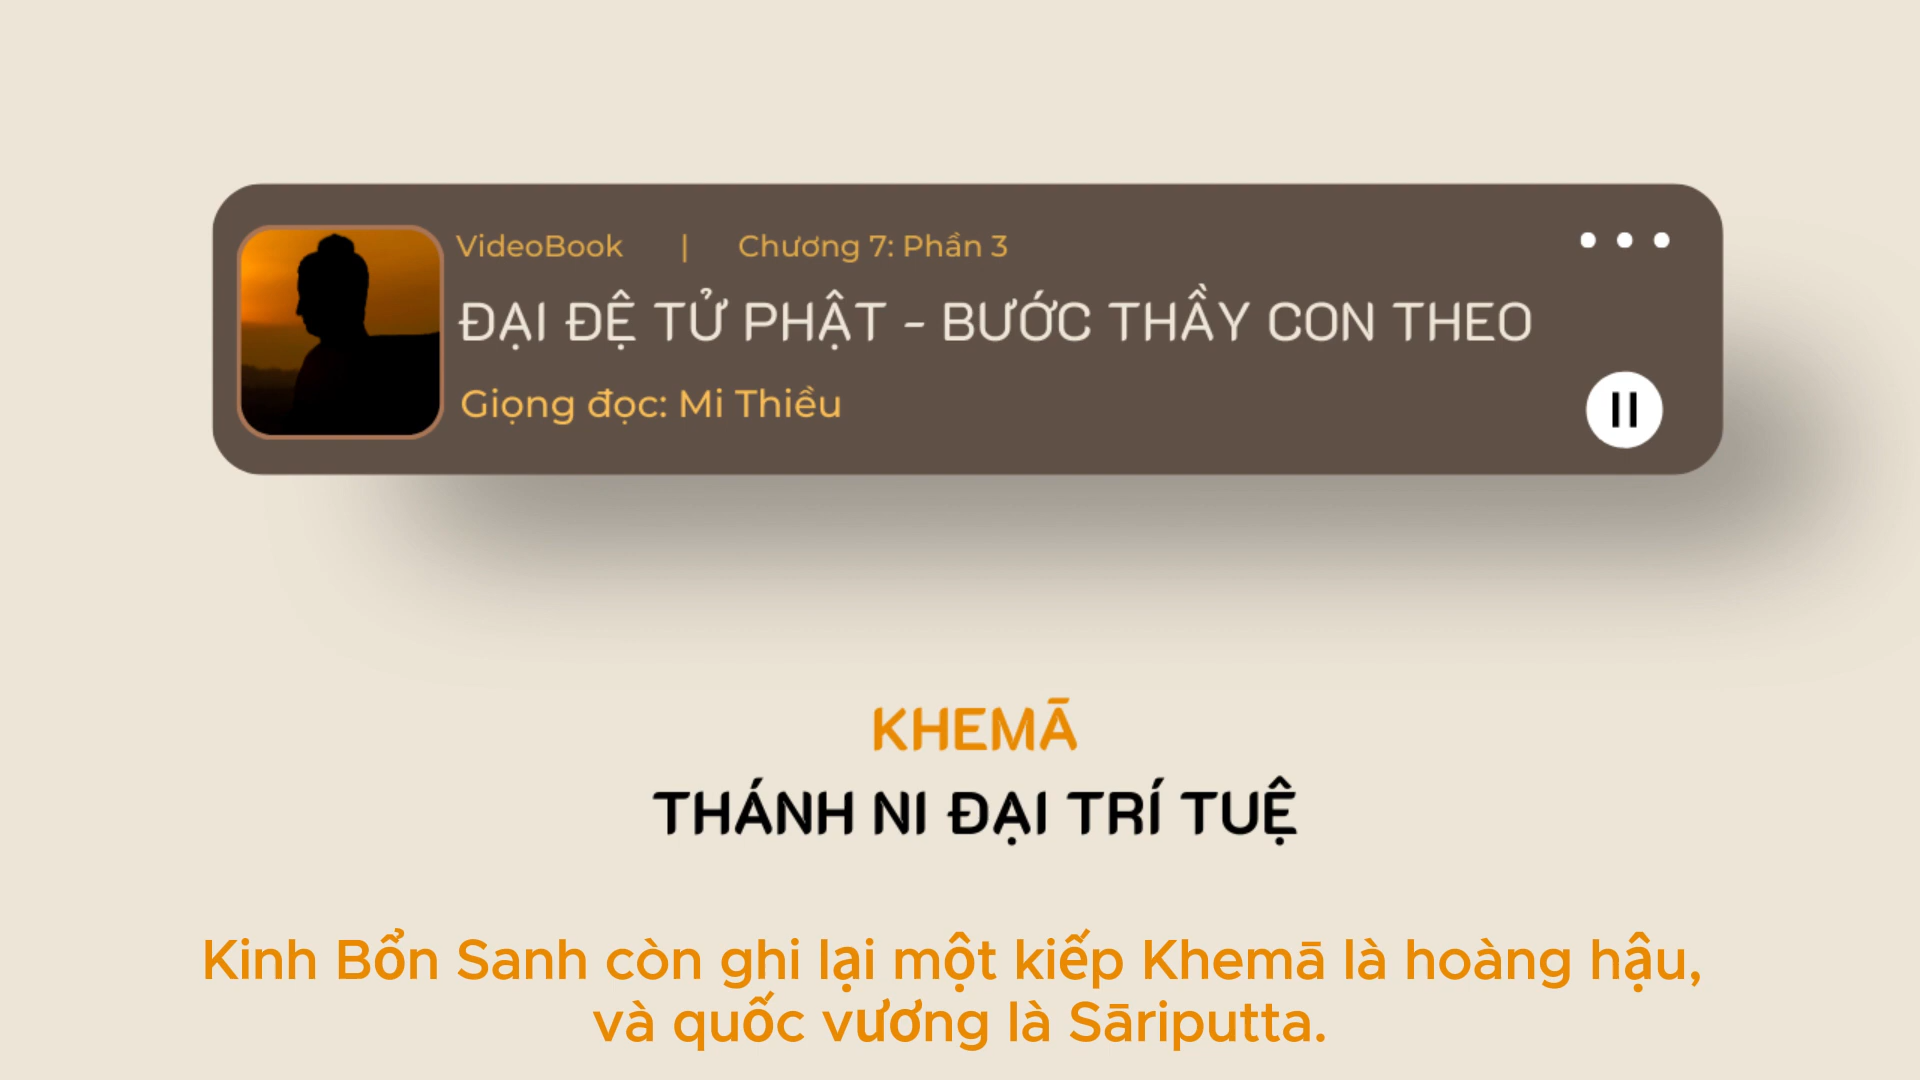 VideoBook | Chương 7: Phần 3
ĐẠI ĐỆ TỬ PHẬT - BƯỚC THẦY CON THEO
Giọng đọc: Mi Thiều
KHEMĀ
THÁNH NI ĐẠI TRÍ TUỆ
Kinh Bổn Sanh còn ghi lại một kiếp Khemā là hoàng hậu,
và quốc vương là Sāriputta.